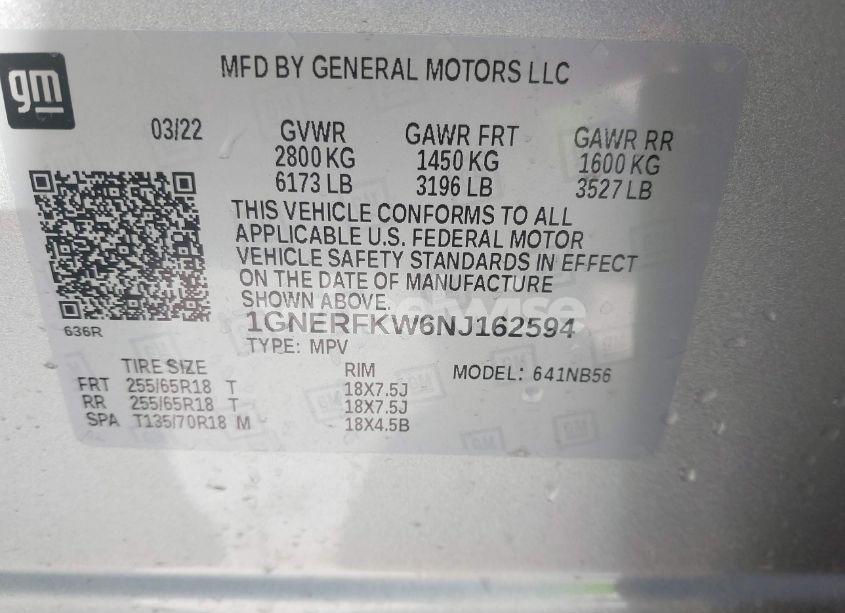 gm
MFD BY GENERAL MOTORS LLC
03/22 GVWR GAWR FRT GAWR RR
2800 KG 1450 KG 1600 KG
6173 LB 3196 LB 3527 LB
THIS VEHICLE CONFORMS TO ALL
APPLICABLE U.S. FEDERAL MOTOR
VEHICLE SAFETY STANDARDS IN EFFECT
ON THE DATE OF MANUFACTURE
SHOWN ABOVE.
1GNERFKW6NJ162594
636R
TYPE: MPV
TIRE SIZE RIM MODEL: 641NB56
FRT 255/65R18 T 18X7.5J
RR 255/65R18 T 18X7.5J
SPA T135/70R18 M 18X4.5B